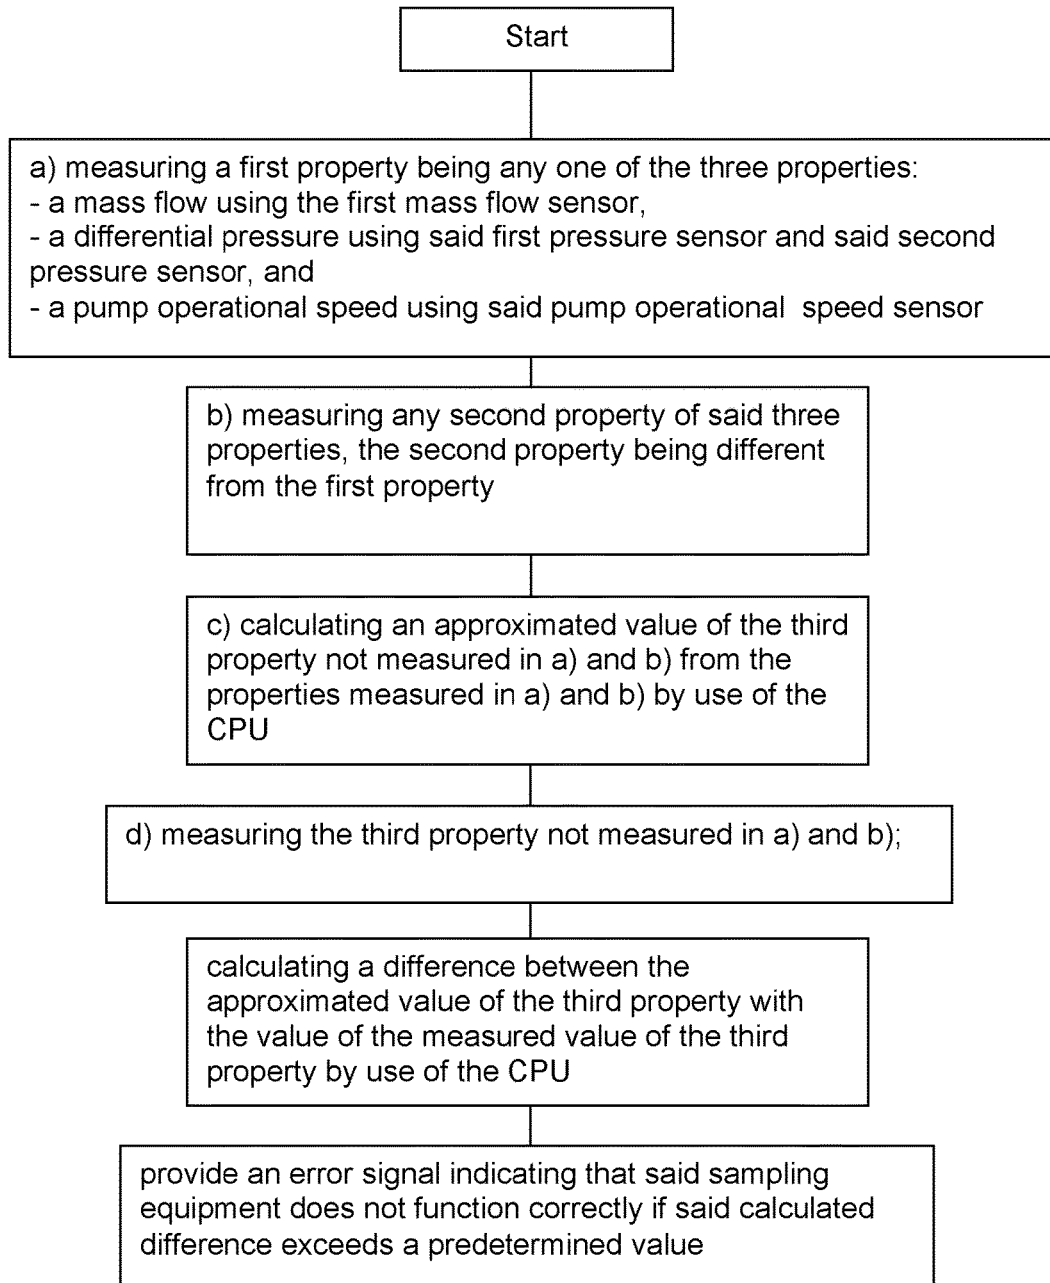 Start
a) measuring a first property being any one of the three properties:
- a mass flow using the first mass flow sensor,
- a differential pressure using said first pressure sensor and said second
pressure sensor, and
- a pump operational speed using said pump operational speed sensor
b) measuring any second property of said three
properties, the second property being different
from the first property
c) calculating an approximated value of the third
property not measured in a) and b) from the
properties measured in a) and b) by use of the
CPU
d) measuring the third property not measured in a) and b);
calculating a difference between the
approximated value of the third property with
the value of the measured value of the third
property by use of the CPU
provide an error signal indicating that said sampling
equipment does not function correctly if said calculated
difference exceeds a predetermined value